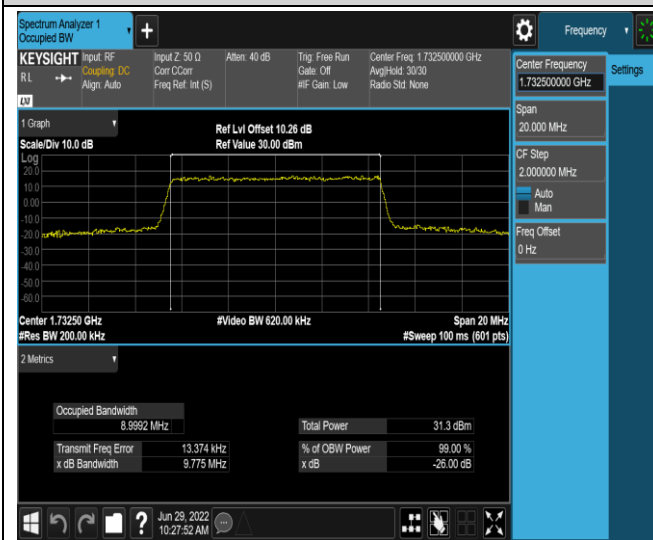 Spectrum Analyzer 1
Occupied BW
+
Frequency
KEYSIGHT
RL
Input: RF
Coupling: DC
Align: Auto
Input Z: 50 Ω
Corr CCorr
Freq Ref: Int (S)
Atten: 40 dB
Trig: Free Run
Gate: Off
#IF Gain: Low
Center Freq: 1.732500000 GHz
Avg|Hold: 30/30
Radio Std: None
LXI
Center Frequency
1.732500000 GHz
Settings
Span
20.000 MHz
CF Step
2.000000 MHz
Auto
Man
Freq Offset
0 Hz
1 Graph
Scale/Div 10.0 dB
Ref Lvl Offset 10.26 dB
Ref Value 30.00 dBm
Log
20.0
10.0
0.00
-10.0
-20.0
-30.0
-40.0
-50.0
-60.0
Center 1.73250 GHz
#Video BW 620.00 kHz
Span 20 MHz
#Res BW 200.00 kHz
#Sweep 100 ms (601 pts)
2 Metrics
Occupied Bandwidth
8.9992 MHz
Total Power 31.3 dBm
Transmit Freq Error 13.374 kHz
% of OBW Power 99.00 %
x dB Bandwidth 9.775 MHz
x dB -26.00 dB
?
Jun 29, 2022
10:27:52 AM